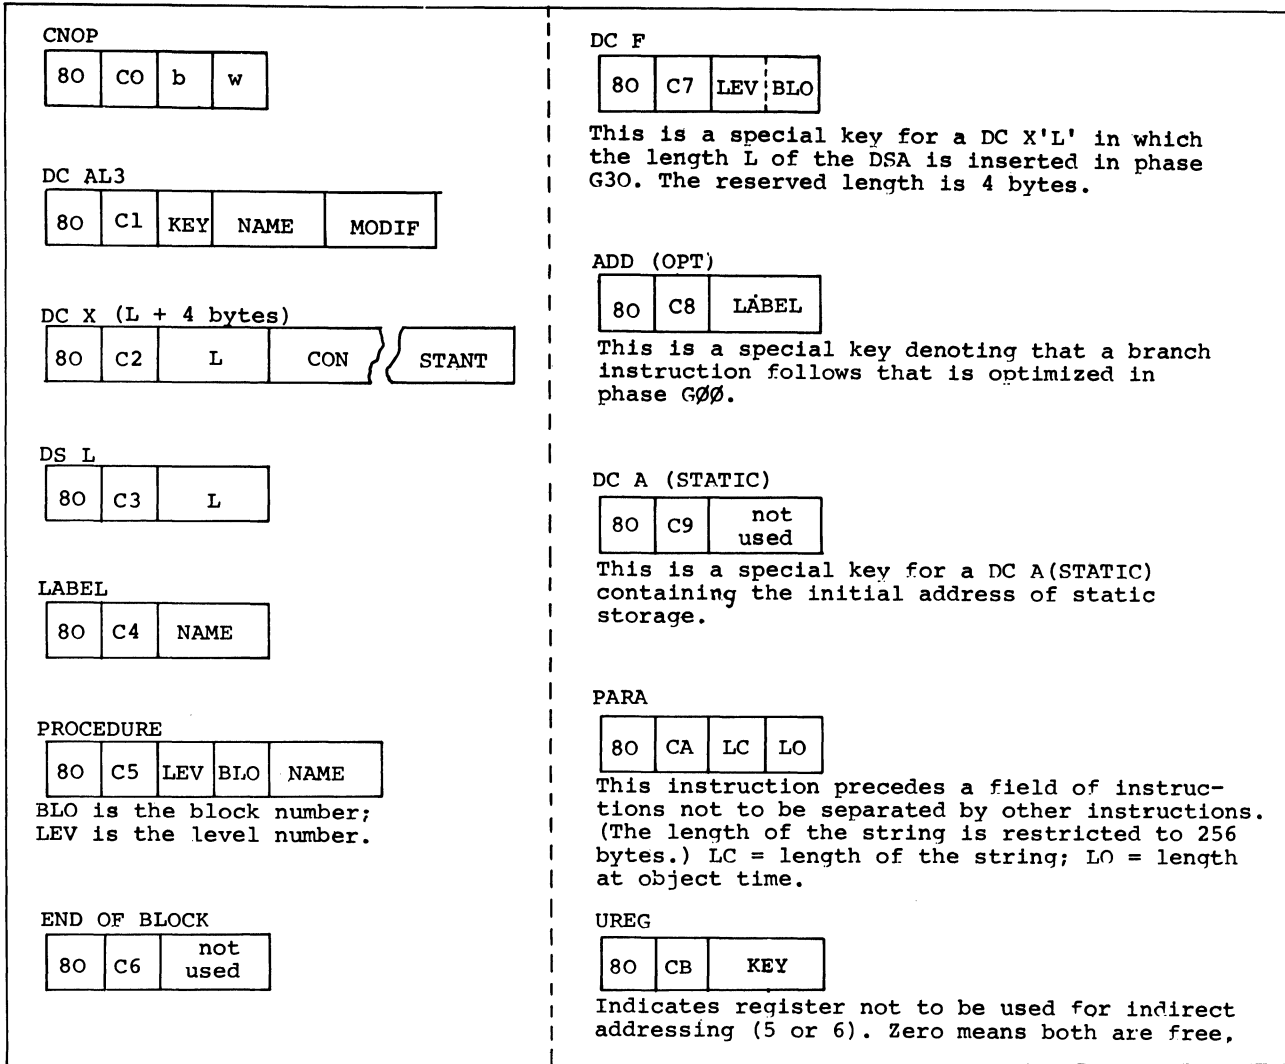 CNOP
80 C0 b w
DC AL3
80 C1 KEY NAME MODIF
DC X (L + 4 bytes)
80 C2 L CON STANT
DS L
80 C3 L
LABEL
80 C4 NAME
PROCEDURE
80 C5 LEV BLO NAME
BLO is the block number;
LEV is the level number.
END OF BLOCK
80 C6 not used
DC F
80 C7 LEV BLO
This is a special key for a DC X'L' in which
the length L of the DSA is inserted in phase
G30. The reserved length is 4 bytes.
ADD (OPT)
80 C8 LABEL
This is a special key denoting that a branch
instruction follows that is optimized in
phase GØØ.
DC A (STATIC)
80 C9 not used
This is a special key for a DC A(STATIC)
containing the initial address of static
storage.
PARA
80 CA LC LO
This instruction precedes a field of instruc-
tions not to be separated by other instructions.
(The length of the string is restricted to 256
bytes.) LC = length of the string; LO = length
at object time.
UREG
80 CB KEY
Indicates register not to be used for indirect
addressing (5 or 6). Zero means both are free,